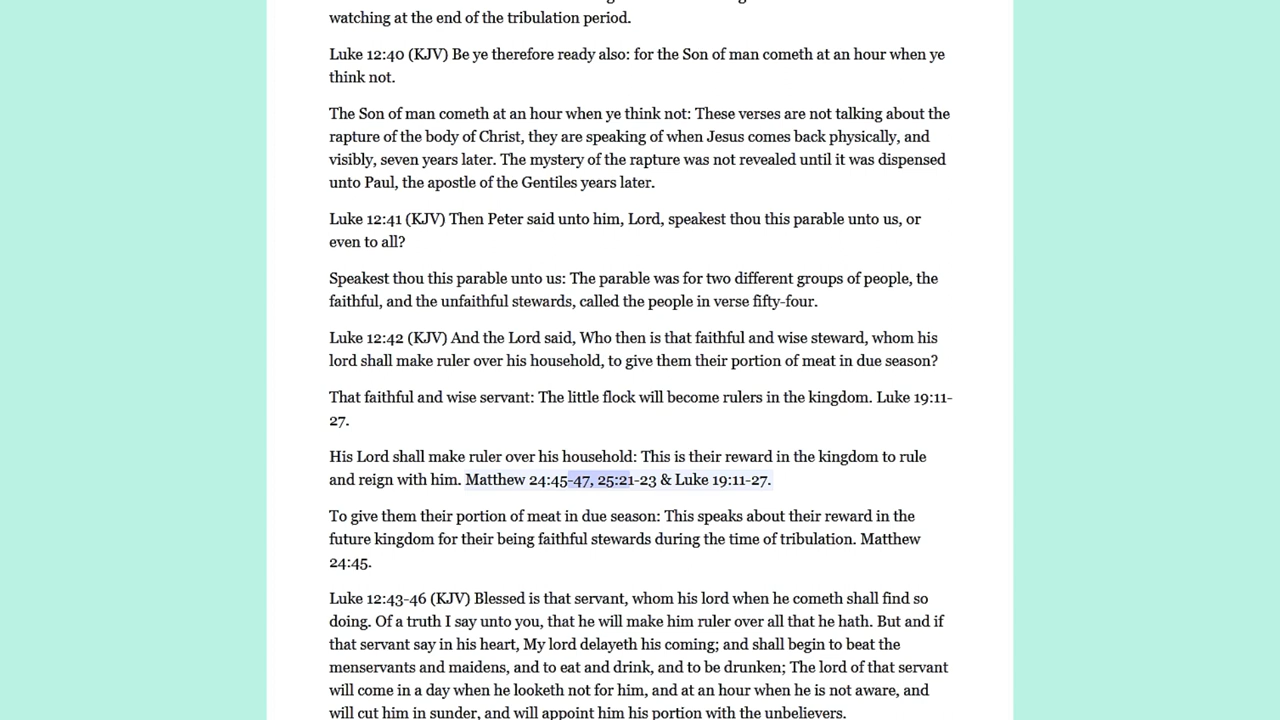 watching at the end of the tribulation period.
Luke 12:40 (KJV) Be ye therefore ready also: for the Son of man cometh at an hour when ye
think not.
The Son of man cometh at an hour when ye think not: These verses are not talking about the
rapture of the body of Christ, they are speaking of when Jesus comes back physically, and
visibly, seven years later. The mystery of the rapture was not revealed until it was dispensed
unto Paul, the apostle of the Gentiles years later.
Luke 12:41 (KJV) Then Peter said unto him, Lord, speakest thou this parable unto us, or
even to all?
Speakest thou this parable unto us: The parable was for two different groups of people, the
faithful, and the unfaithful stewards, called the people in verse fifty-four.
Luke 12:42 (KJV) And the Lord said, Who then is that faithful and wise steward, whom his
lord shall make ruler over his household, to give them their portion of meat in due season?
That faithful and wise servant: The little flock will become rulers in the kingdom. Luke 19:11-
27.
His Lord shall make ruler over his household: This is their reward in the kingdom to rule
and reign with him. Matthew 24:45-47, 25:21-23 & Luke 19:11-27.
To give them their portion of meat in due season: This speaks about their reward in the
future kingdom for their being faithful stewards during the time of tribulation. Matthew
24:45.
Luke 12:43-46 (KJV) Blessed is that servant, whom his lord when he cometh shall find so
doing. Of a truth I say unto you, that he will make him ruler over all that he hath. But and if
that servant say in his heart, My lord delayeth his coming; and shall begin to beat the
menservants and maidens, and to eat and drink, and to be drunken; The lord of that servant
will come in a day when he looketh not for him, and at an hour when he is not aware, and
will cut him in sunder, and will appoint him his portion with the unbelievers.